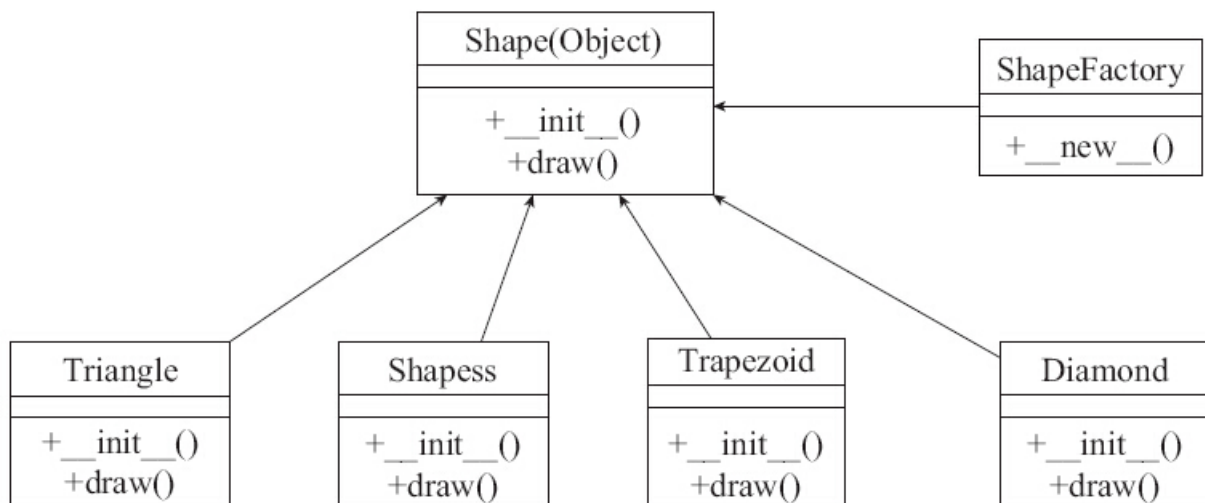 Shape(Object)
+__init__()
+draw()
ShapeFactory
+__new__()
Triangle
+__init__()
+draw()
Shapess
+__init__()
+draw()
Trapezoid
+__init__()
+draw()
Diamond
+__init__()
+draw()